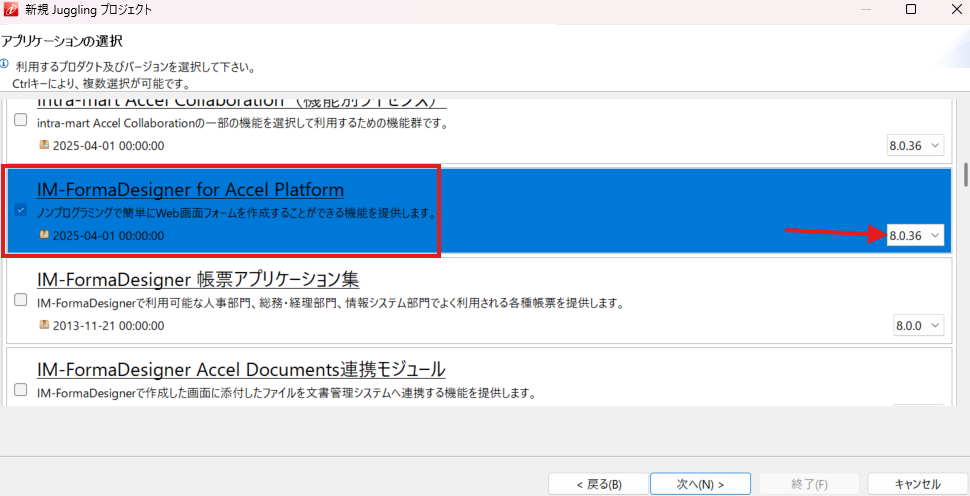 新規 Juggling プロジェクト
アプリケーションの選択
利用するプロダクト及びバージョンを選択して下さい。
Ctrlキーにより、複数選択が可能です。
intra-mart Accel Collaboration（機能別ライセンス）
intra-mart Accel Collaborationの一部の機能を選択して利用するための機能群です。
2025-04-01 00:00:00
8.0.36
IM-FormaDesigner for Accel Platform
ノンプログラミングで簡単にWeb画面フォームを作成することができる機能を提供します。
2025-04-01 00:00:00
8.0.36
IM-FormaDesigner 帳票アプリケーション集
IM-FormaDesignerで利用可能な人事部門、総務・経理部門、情報システム部門でよく利用される各種帳票を提供します。
2013-11-21 00:00:00
8.0.0
IM-FormaDesigner Accel Documents連携モジュール
IM-FormaDesignerで作成した画面に添付したファイルを文書管理システムへ連携する機能を提供します。
< 戻る(B)
次へ(N) >
終了(F)
キャンセル